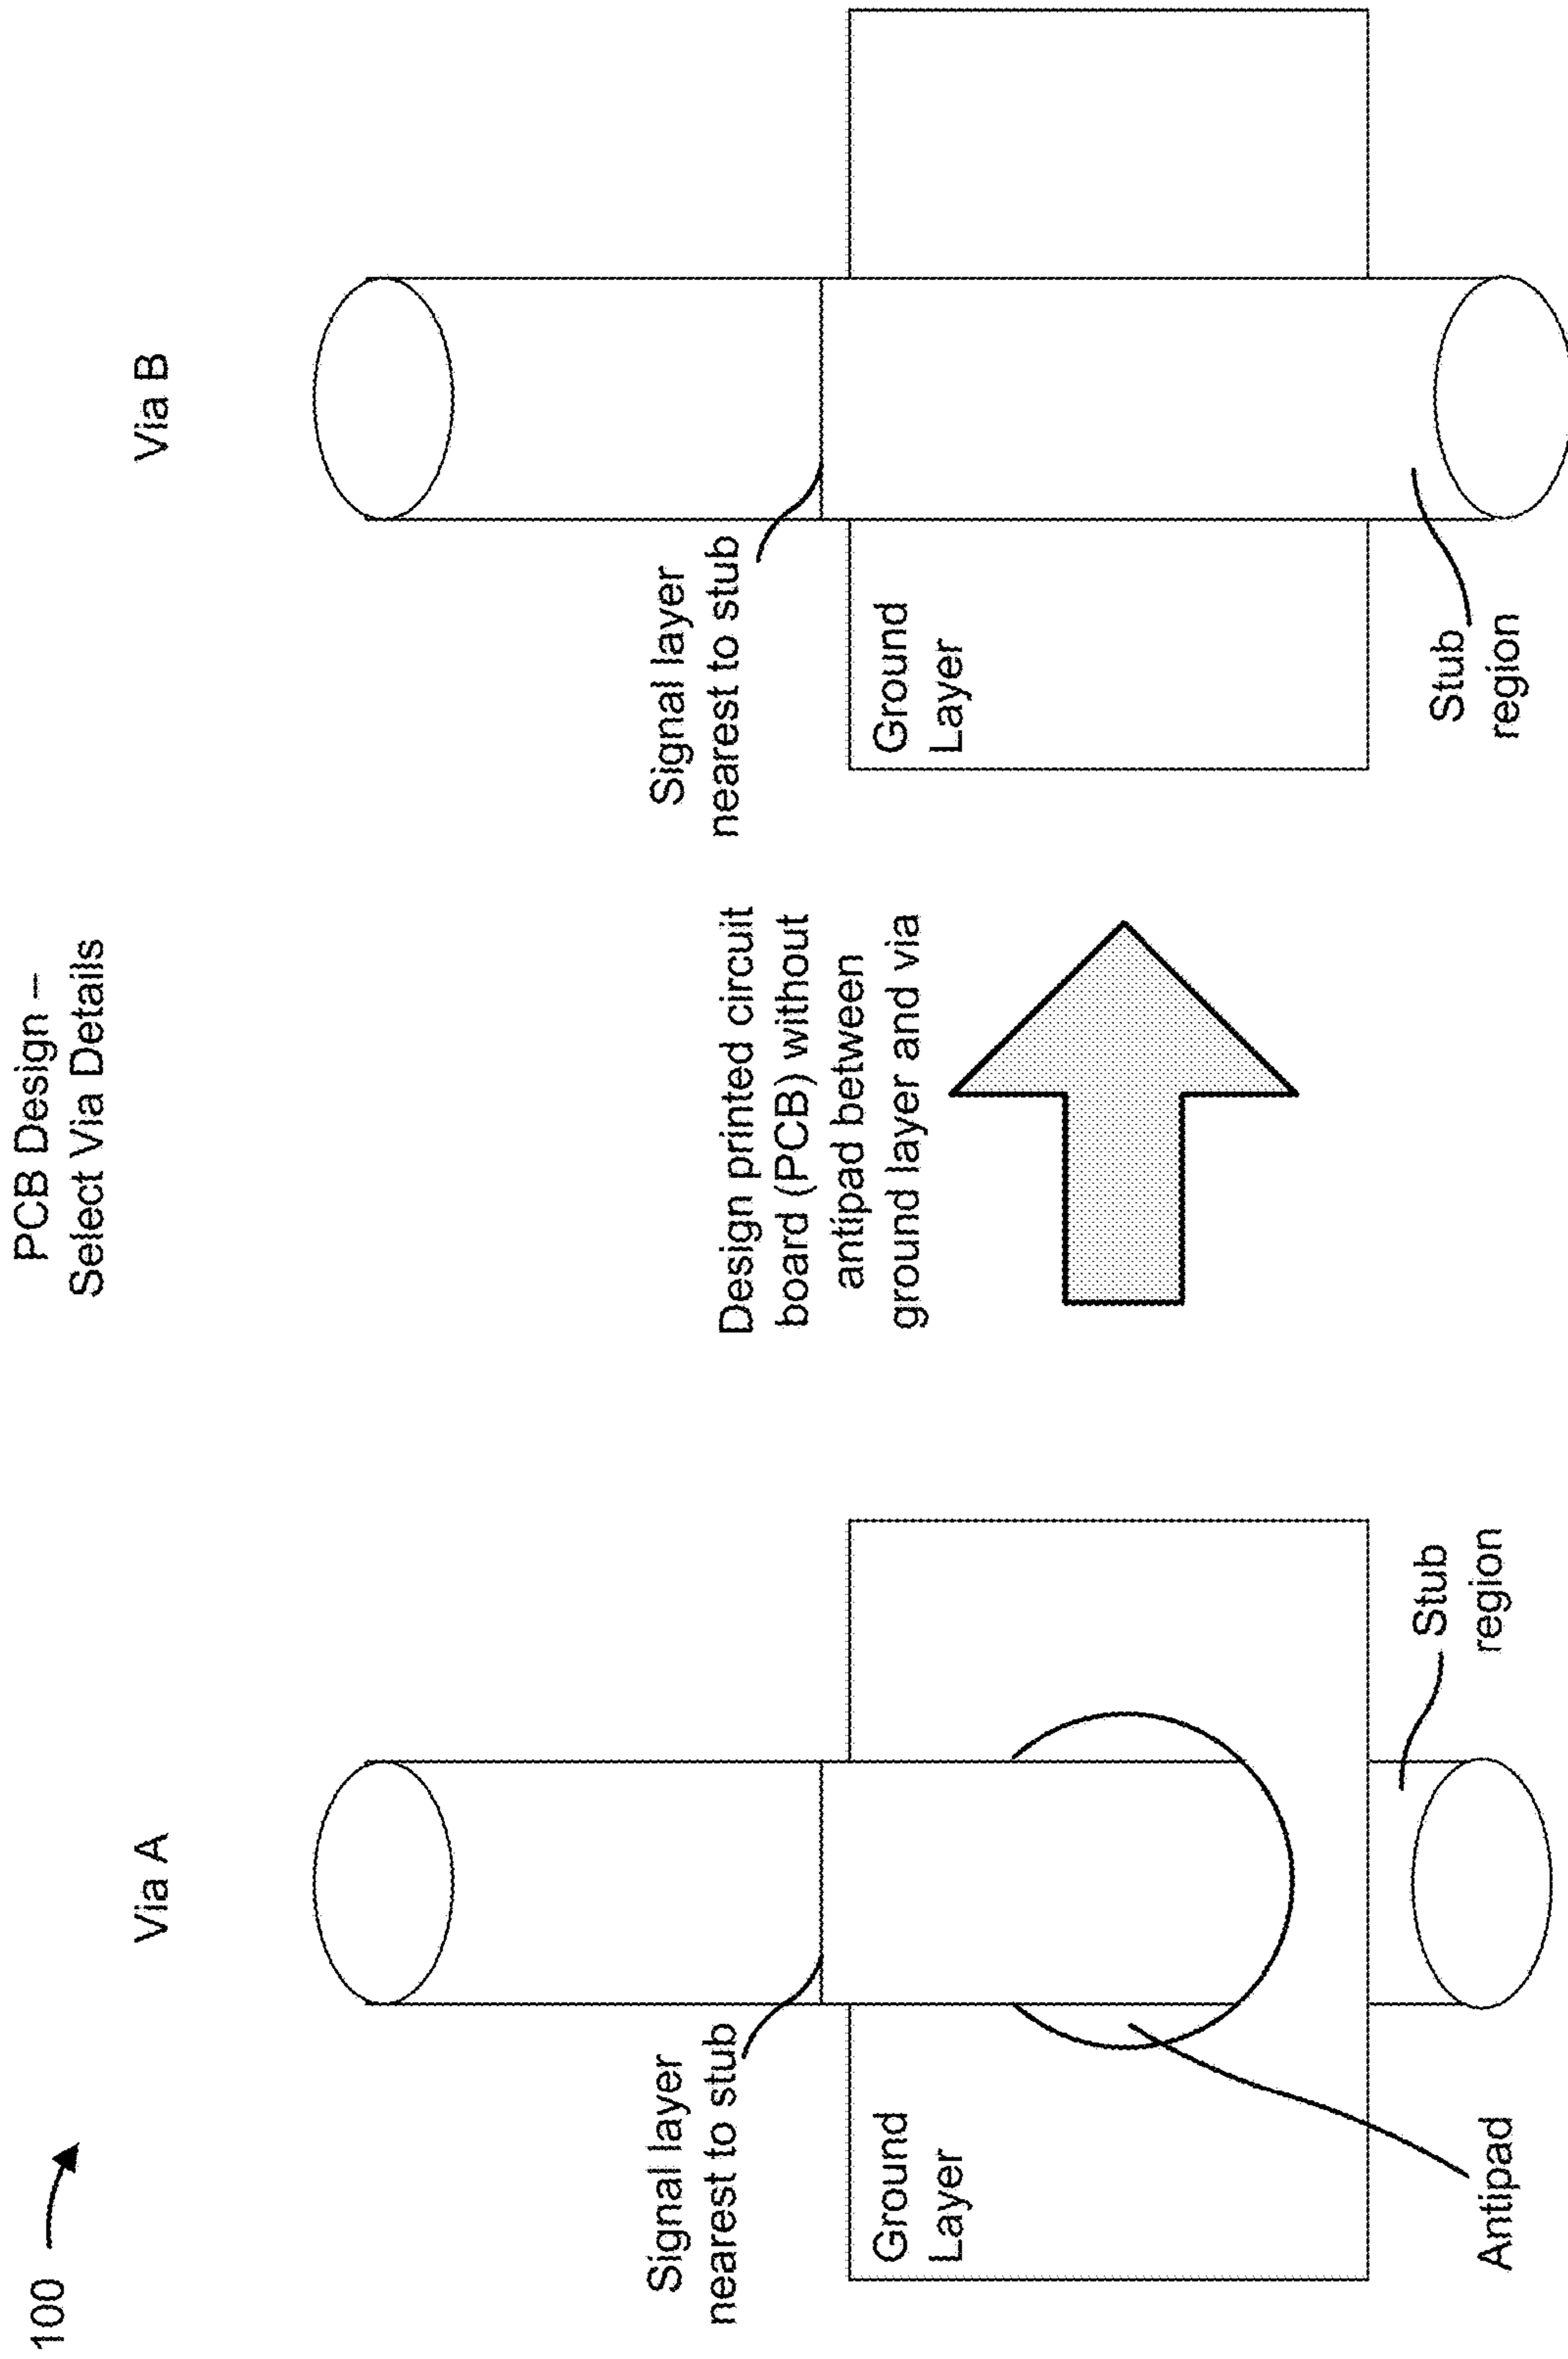 100
PCB Design –
Select Via Details
Via A
Signal layer
nearest to stub
Ground
Layer
Antipad
Stub
region
Design printed circuit
board (PCB) without
antipad between
ground layer and via
Via B
Signal layer
nearest to stub
Ground
Layer
Stub
region